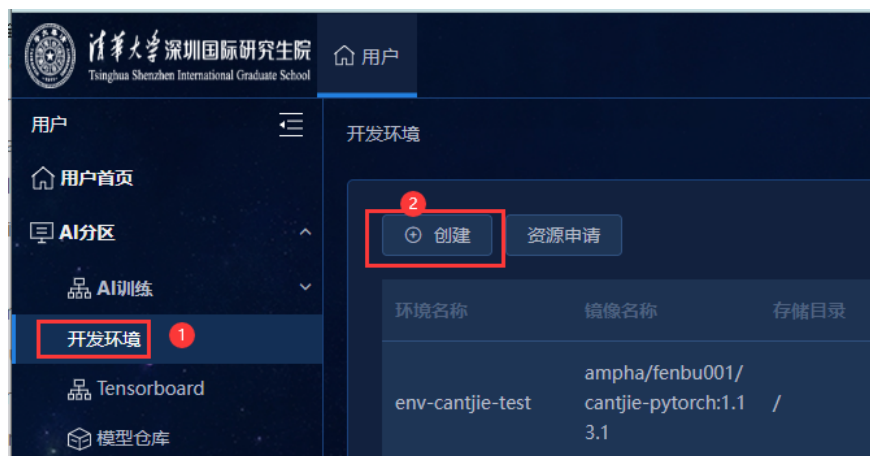 清华大学深圳国际研究生院
Tsinghua Shenzhen International Graduate School
用户
用户
开发环境
用户首页
2
AI分区
创建
资源申请
AI训练
环境名称
镜像名称
存储目录
开发环境
1
Tensorboard
env-cantjie-test
ampha/fenbu001/
cantjie-pytorch:1.1
3.1
/
模型仓库